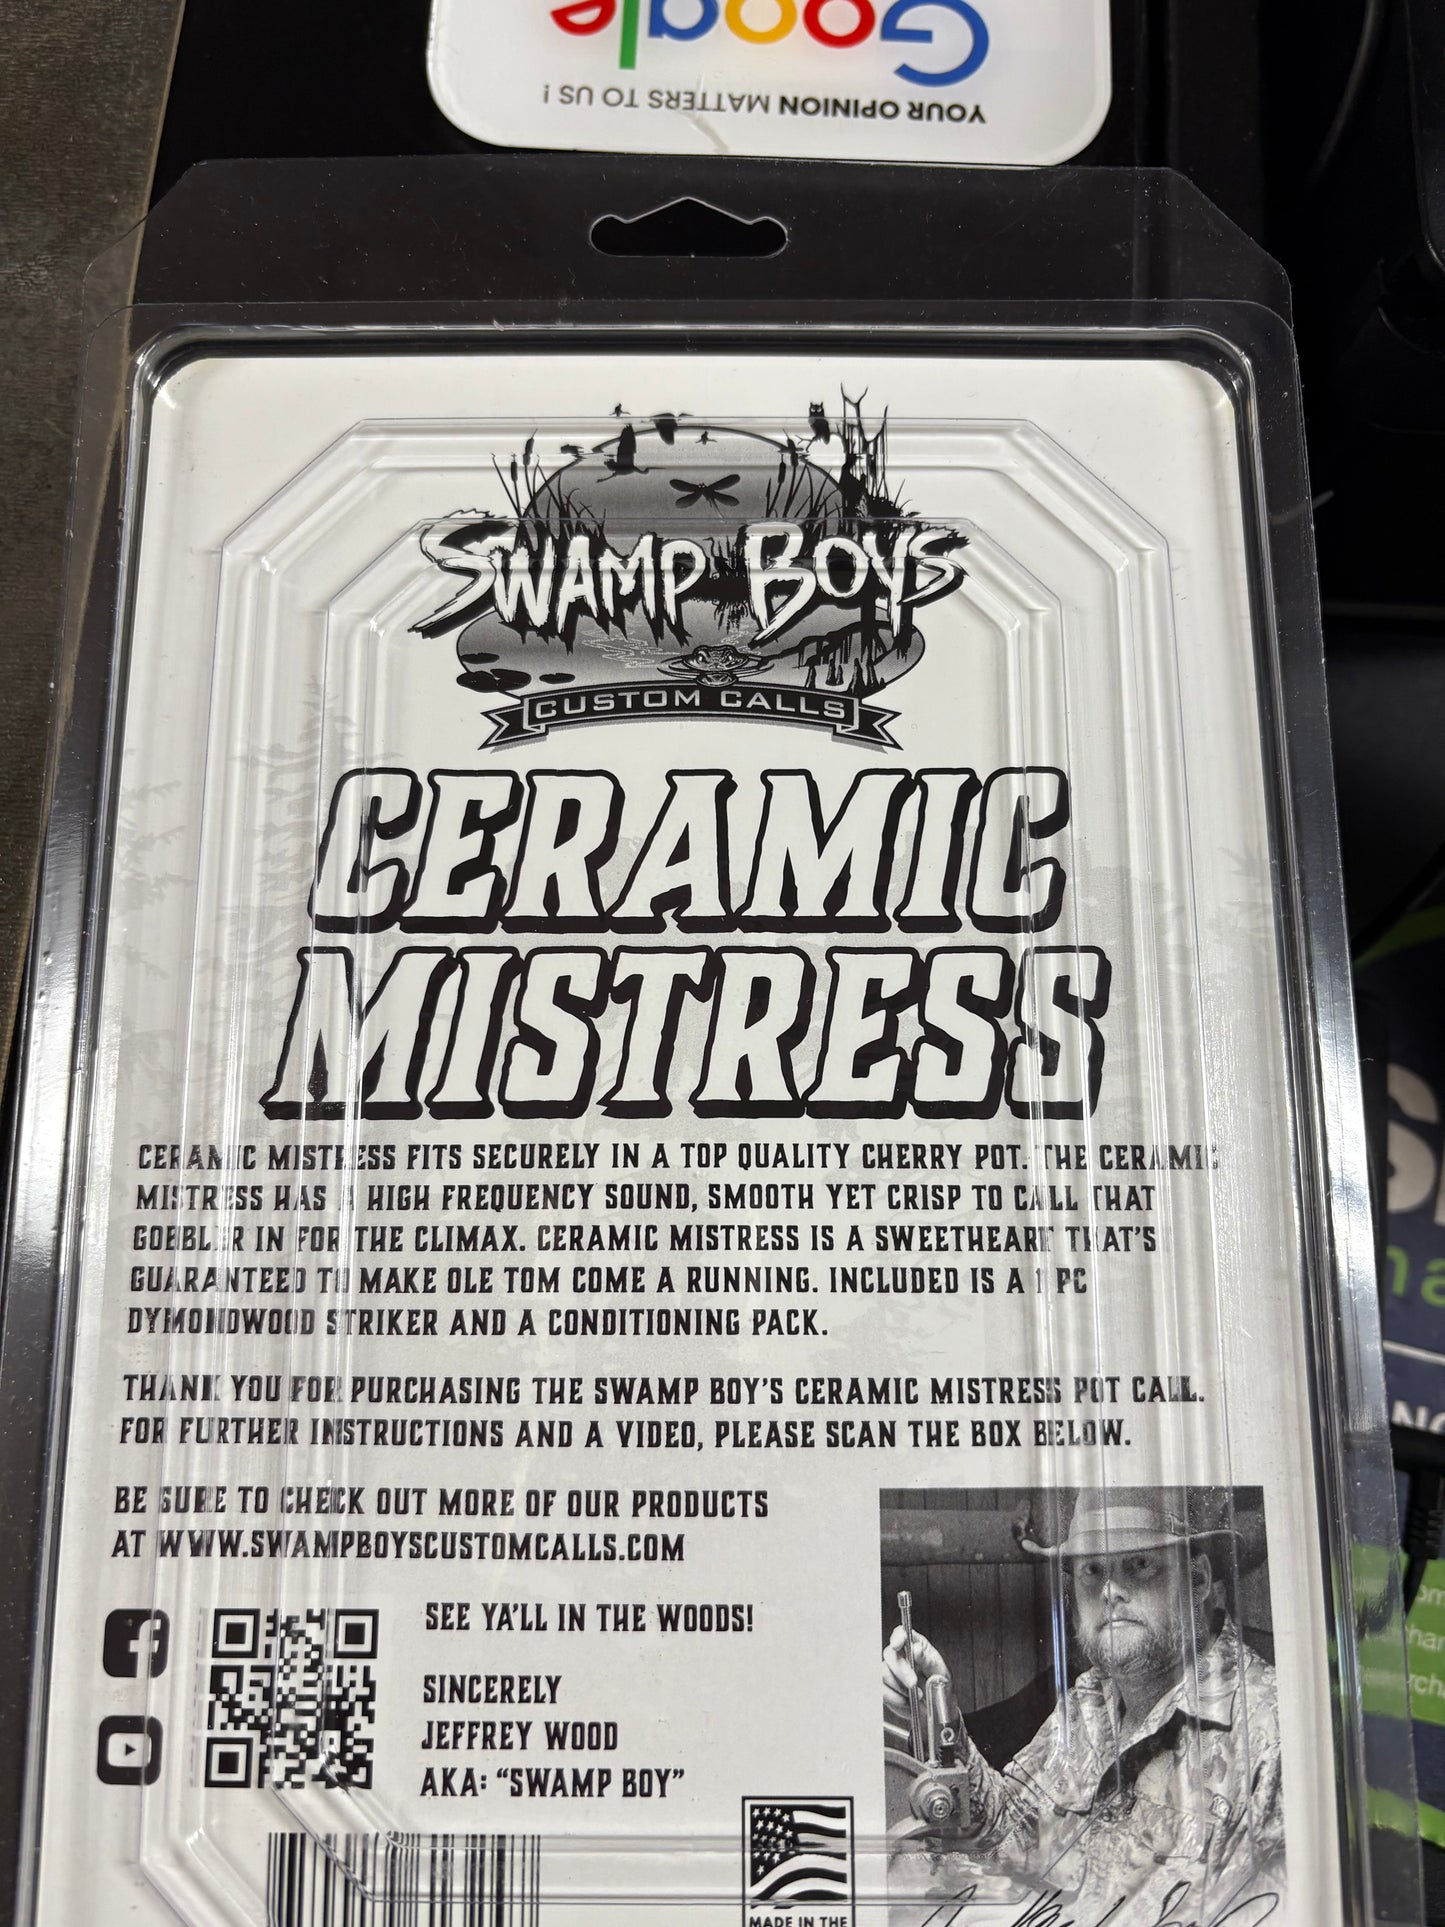 Google
YOUR OPINION MATTERS TO US !
SWAMP BOYS
CUSTOM CALLS
CERAMIC
MISTRESS
CERAMIC MISTRESS FITS SECURELY IN A TOP QUALITY CHERRY POT. THE CERAMIC
MISTRESS HAS A HIGH FREQUENCY SOUND, SMOOTH YET CRISP TO CALL THAT
GOBBLER IN FOR THE CLIMAX. CERAMIC MISTRESS IS A SWEETHEART THAT'S
GUARANTEED TO MAKE OLE TOM COME A RUNNING. INCLUDED IS A 1 PC
DYMONDWOOD STRIKER AND A CONDITIONING PACK.
THANK YOU FOR PURCHASING THE SWAMP BOY'S CERAMIC MISTRESS POT CALL.
FOR FURTHER INSTRUCTIONS AND A VIDEO, PLEASE SCAN THE BOX BELOW.
BE SURE TO CHECK OUT MORE OF OUR PRODUCTS
AT WWW.SWAMPBOYSCUSTOMCALLS.COM
SEE YA'LL IN THE WOODS!
SINCERELY
JEFFREY WOOD
AKA: "SWAMP BOY"
MADE IN THE